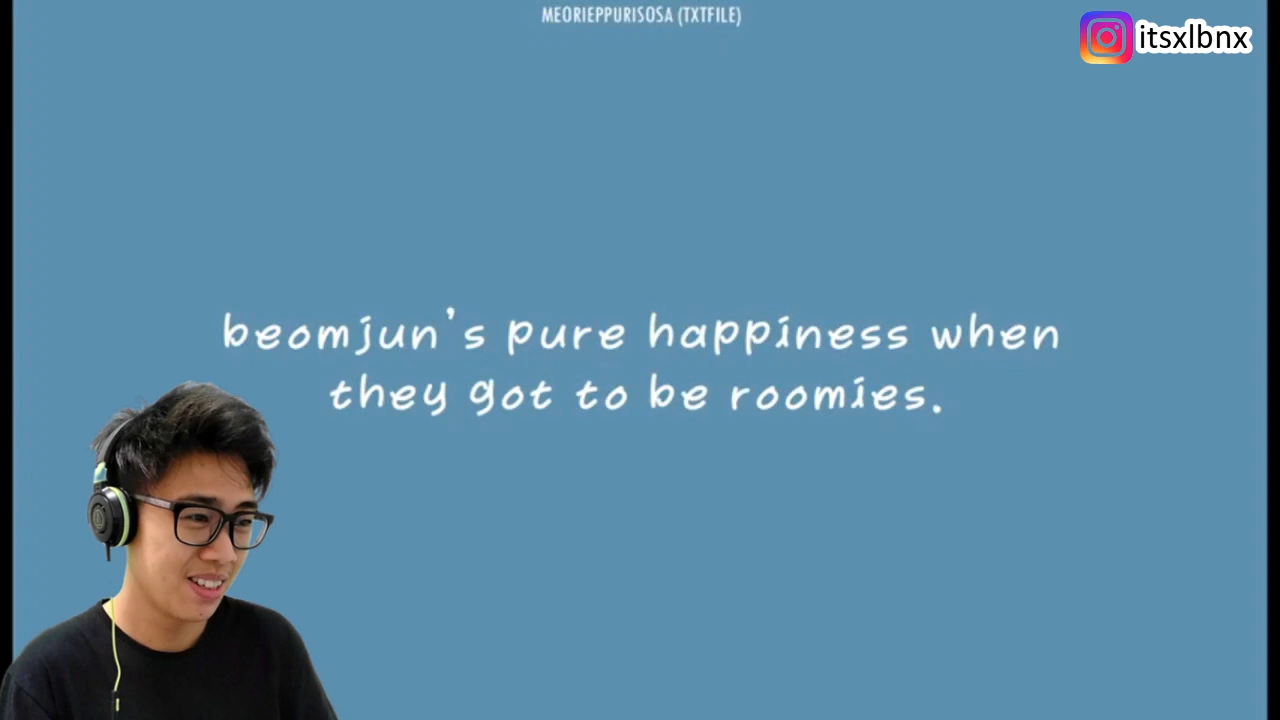 MEORIEPPURISOSA (TXTFILE)
itsxlbnx
beomjun's pure happiness when
they got to be roomies.